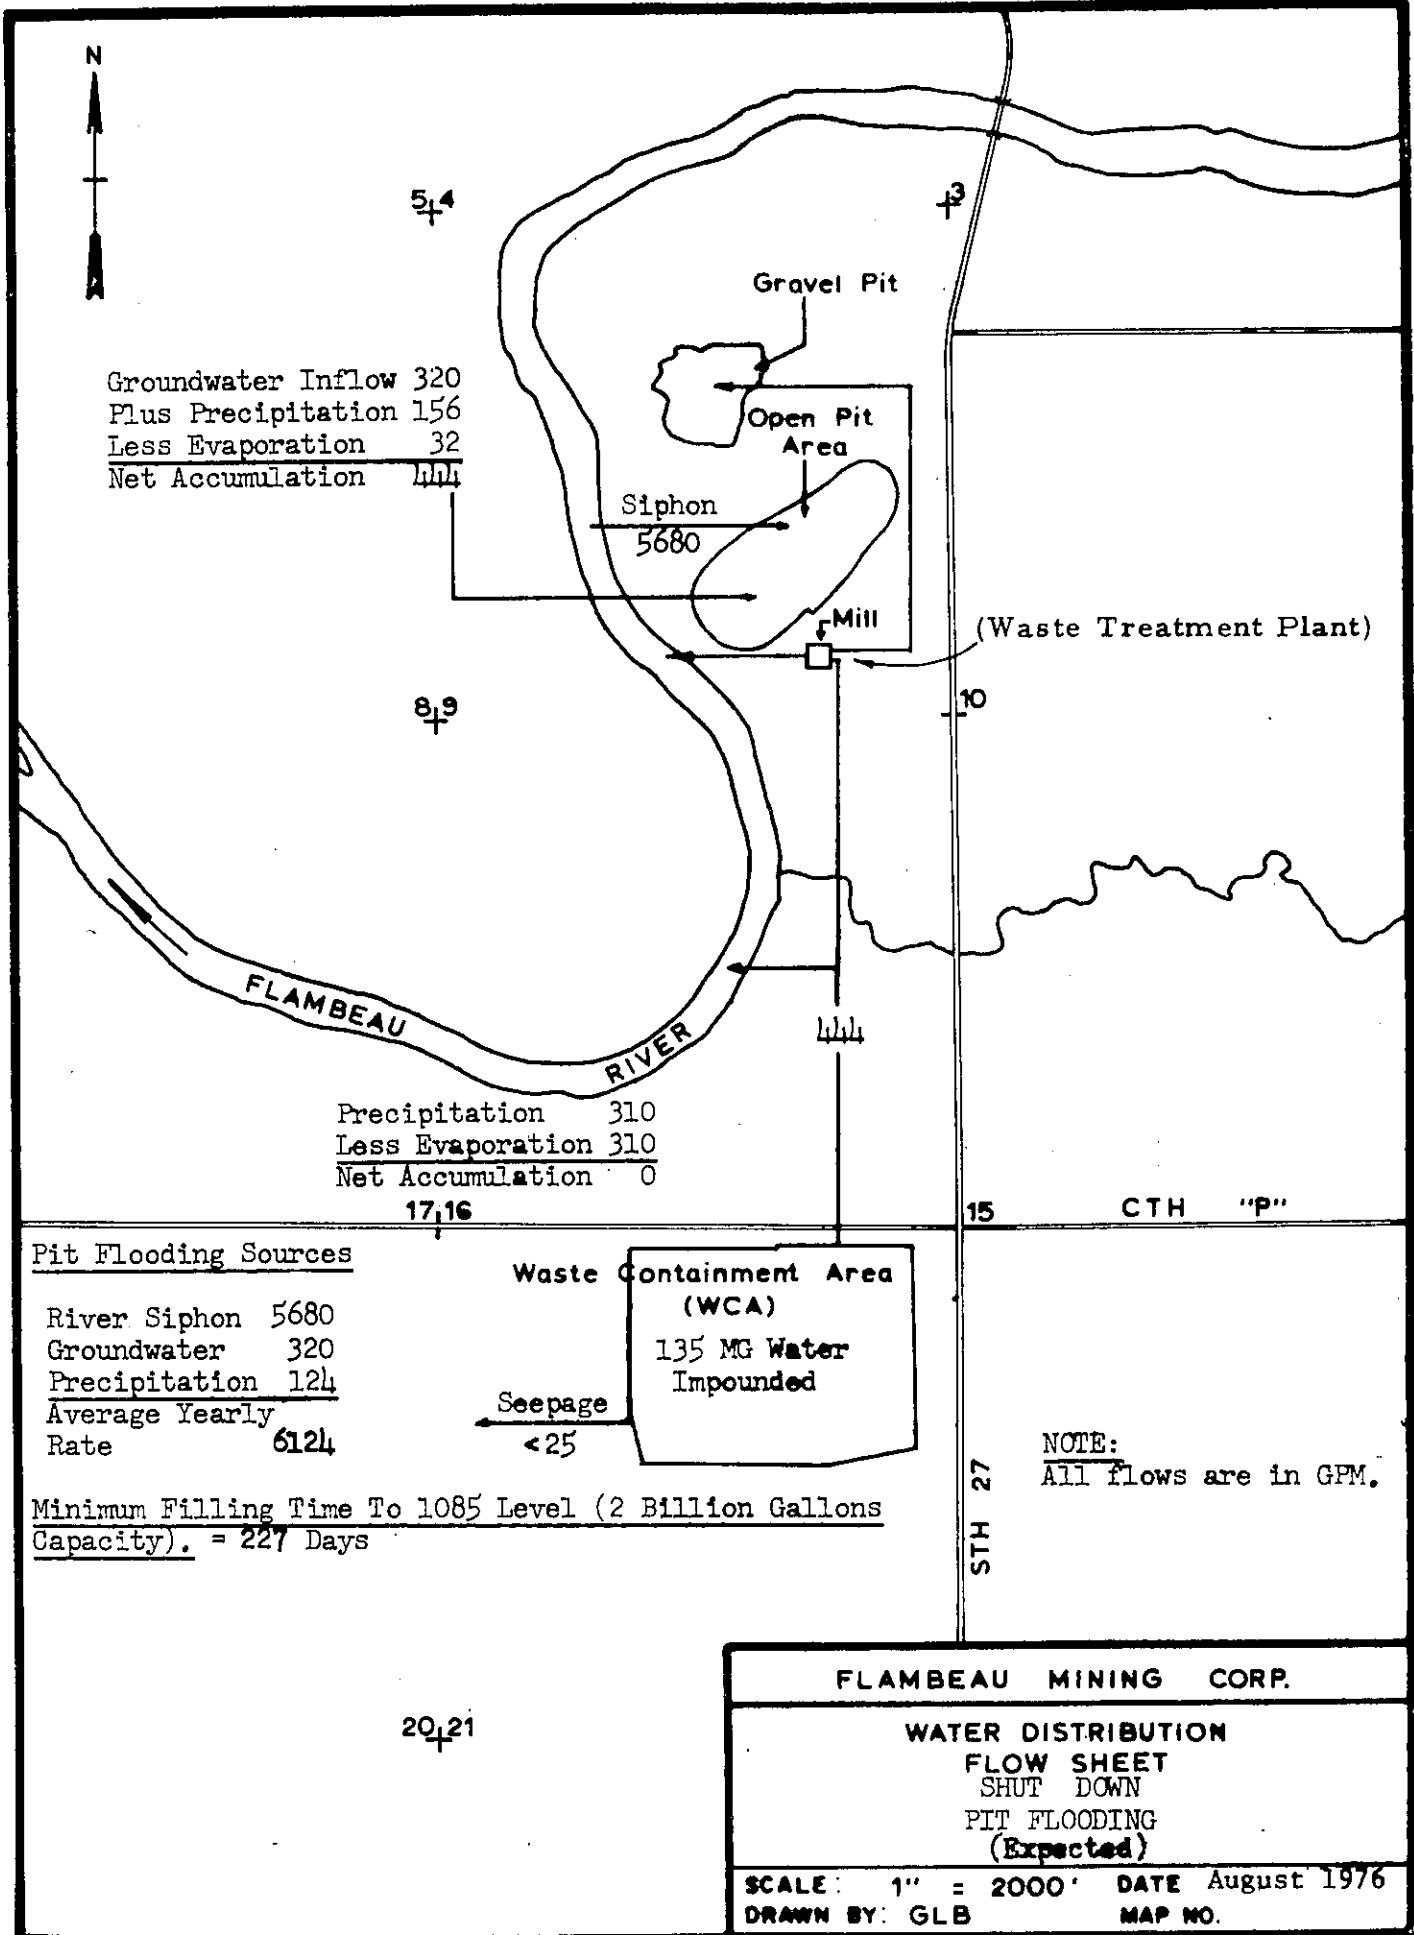 N
5 4
3
Gravel Pit
Groundwater Inflow 320
Plus Precipitation 156
Less Evaporation 32
Net Accumulation 444
Open Pit
Area
Siphon
5680
Mill
(Waste Treatment Plant)
8 9
10
FLAMBEAU
RIVER
444
Precipitation 310
Less Evaporation 310
Net Accumulation 0
17 16
15
CTH "P"
Pit Flooding Sources
River Siphon 5680
Groundwater 320
Precipitation 124
Average Yearly
Rate 6124
Waste Containment Area
(WCA)
135 MG Water
Impounded
Seepage
<25
NOTE:
All flows are in GPM.
STH 27
Minimum Filling Time To 1085 Level (2 Billion Gallons
Capacity). = 227 Days
20 21
FLAMBEAU MINING CORP.
WATER DISTRIBUTION
FLOW SHEET
SHUT DOWN
PIT FLOODING
(Expected)
SCALE: 1" = 2000' DATE August 1976
DRAWN BY: GLB MAP NO.